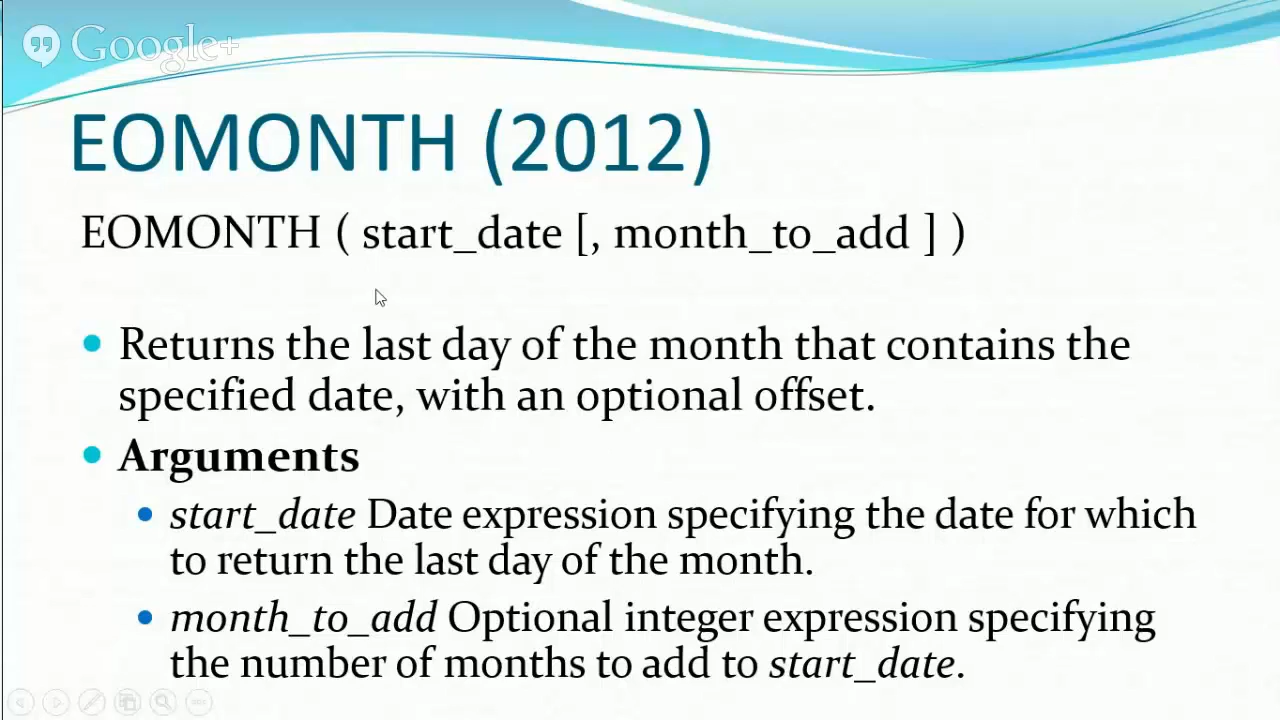 Google+
EOMONTH (2012)
EOMONTH ( start_date [, month_to_add ] )
Returns the last day of the month that contains the
specified date, with an optional offset.
Arguments
start_date Date expression specifying the date for which
to return the last day of the month.
month_to_add Optional integer expression specifying
the number of months to add to start_date.